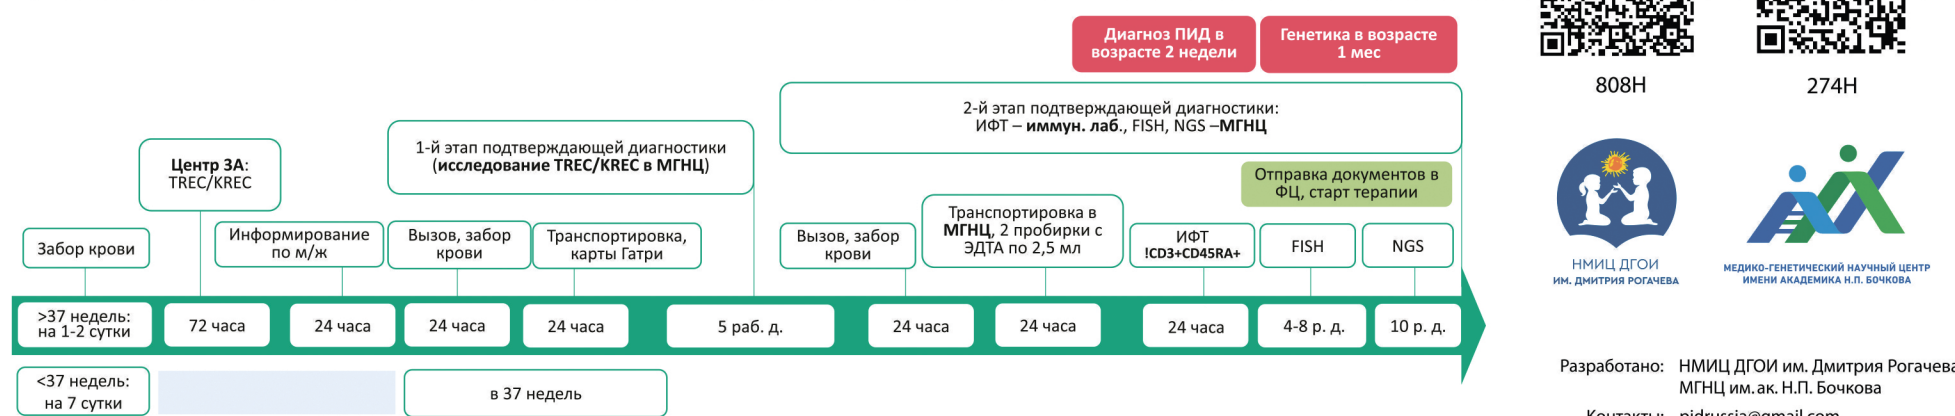 Диагноз ПИД в
возрасте 2 недели
Генетика в возрасте
1 мес
2-й этап подтверждающей диагностики:
ИФТ – иммун. лаб., FISH, NGS –МГНЦ
1-й этап подтверждающей диагностики
(исследование TREC/KREC в МГНЦ)
Центр 3А:
TREC/KREC
Отправка документов в
ФЦ, старт терапии
Забор крови
Информирование
по м/ж
Вызов, забор
крови
Транспортировка,
карты Гатри
Вызов, забор
крови
Транспортировка в
МГНЦ, 2 пробирки с
ЭДТА по 2,5 мл
ИФТ
!CD3+CD45RA+
FISH
NGS
>37 недель:
на 1-2 сутки
72 часа
24 часа
24 часа
24 часа
5 раб. д.
24 часа
24 часа
24 часа
4-8 р. д.
10 р. д.
<37 недель:
на 7 сутки
в 37 недель
808Н
274Н
НМИЦ ДГОИ
ИМ. ДМИТРИЯ РОГАЧЕВА
МЕДИКО-ГЕНЕТИЧЕСКИЙ НАУЧНЫЙ ЦЕНТР
ИМЕНИ АКАДЕМИКА Н.П. БОЧКОВА
Разработано: НМИЦ ДГОИ им. Дмитрия Рогачева
МГНЦ им. ак. Н.П. Бочкова
Контакты: pidrussia@gmail.com